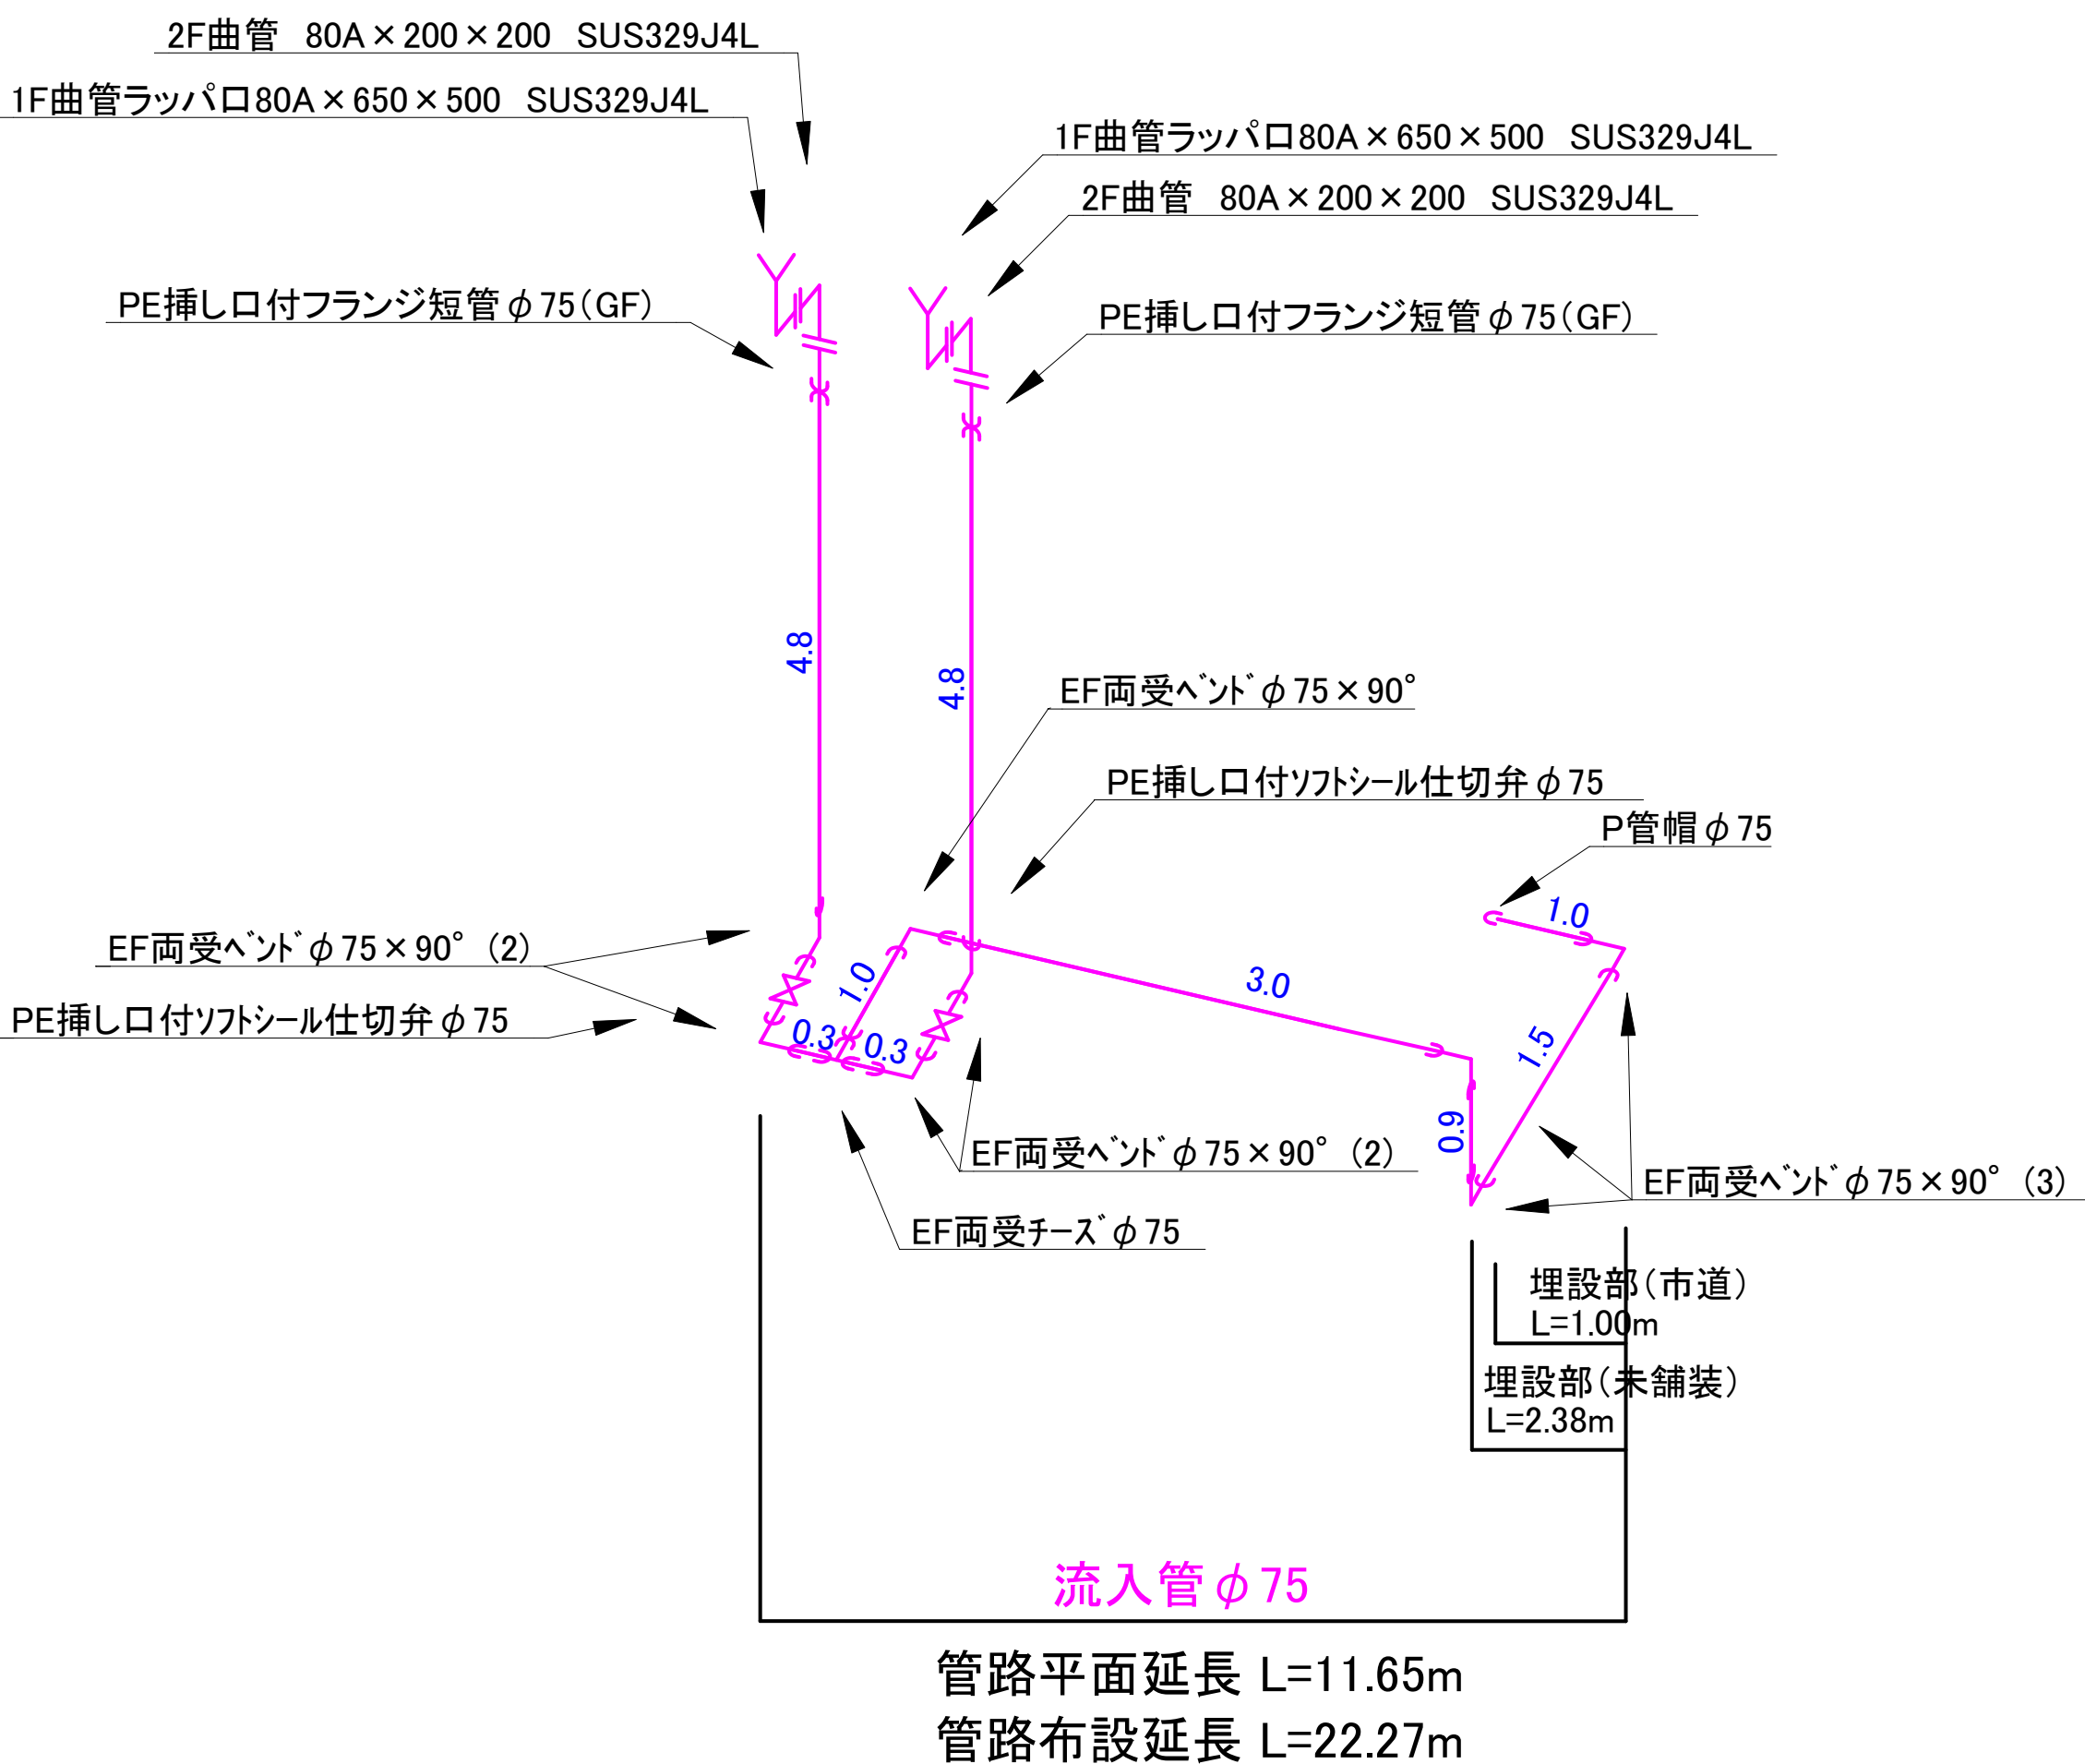 2F曲管 80A×200×200 SUS329J4L
1F曲管ラッパ口80A×650×500 SUS329J4L
1F曲管ラッパ口80A×650×500 SUS329J4L
2F曲管 80A×200×200 SUS329J4L
PE挿し口付フランジ短管φ75(GF)
PE挿し口付フランジ短管φ75(GF)
4.8
4.8
EF両受ﾍﾞﾝﾄﾞφ75×90°
PE挿し口付ｿﾌﾄｼｰﾙ仕切弁φ75
P管帽φ75
1.0
EF両受ﾍﾞﾝﾄﾞφ75×90° (2)
PE挿し口付ｿﾌﾄｼｰﾙ仕切弁φ75
1.0
3.0
0.3
0.3
1.5
0.9
EF両受ﾍﾞﾝﾄﾞφ75×90° (2)
EF両受ﾍﾞﾝﾄﾞφ75×90° (3)
EF両受ﾁｰｽﾞφ75
埋設部(市道)
L=1.00m
埋設部(未舗装)
L=2.38m
流入管φ75
管路平面延長 L=11.65m
管路布設延長 L=22.27m